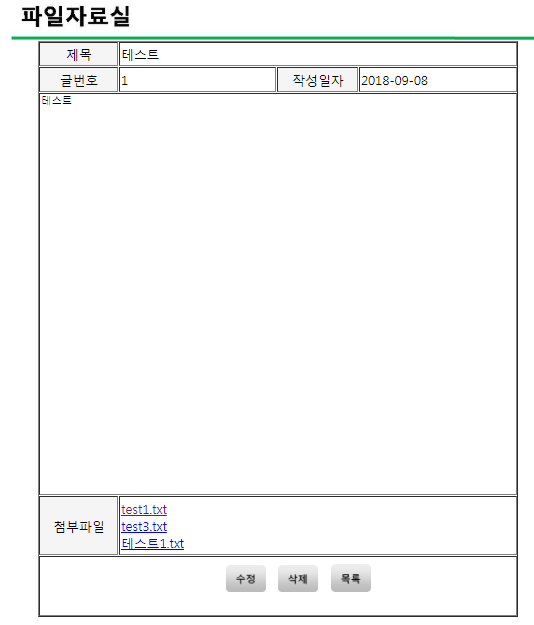 파일자료실
제목 테스트
글번호 1 작성일자 2018-09-08
테스트
첨부파일
test1.txt
test3.txt
테스트1.txt
수정 삭제 목록